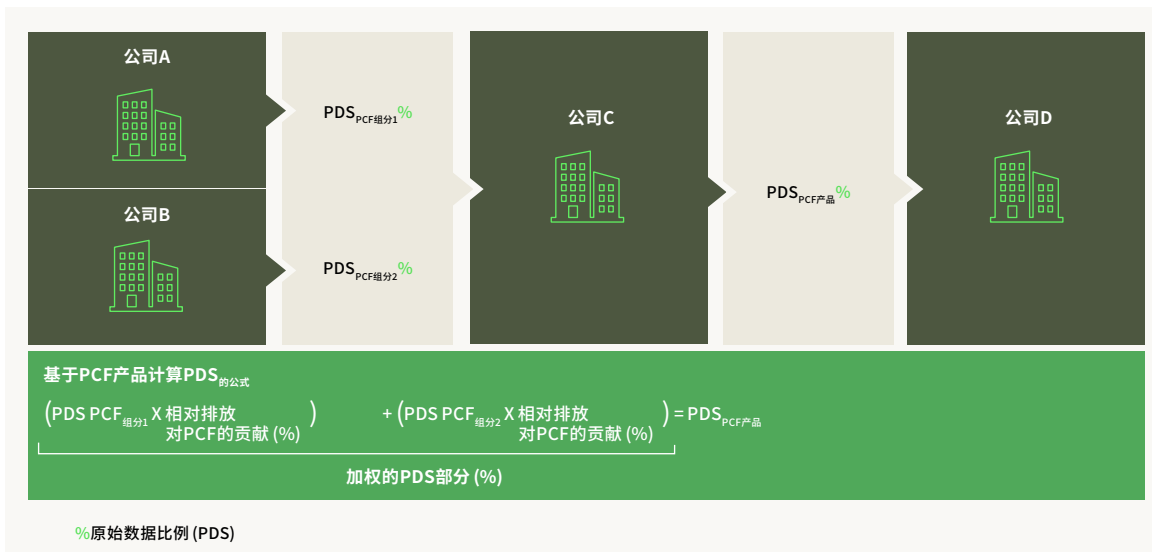 公司A
PDSPCF组分1%
公司B
PDSPCF组分2%
公司C
PDSPCF产品%
公司D
基于PCF产品计算PDS的公式
(PDS PCF组分1 X 相对排放 ) + (PDS PCF组分2 X 相对排放 ) = PDSPCF产品
对PCF的贡献 (%) 对PCF的贡献 (%)
加权的PDS部分 (%)
%原始数据比例 (PDS)